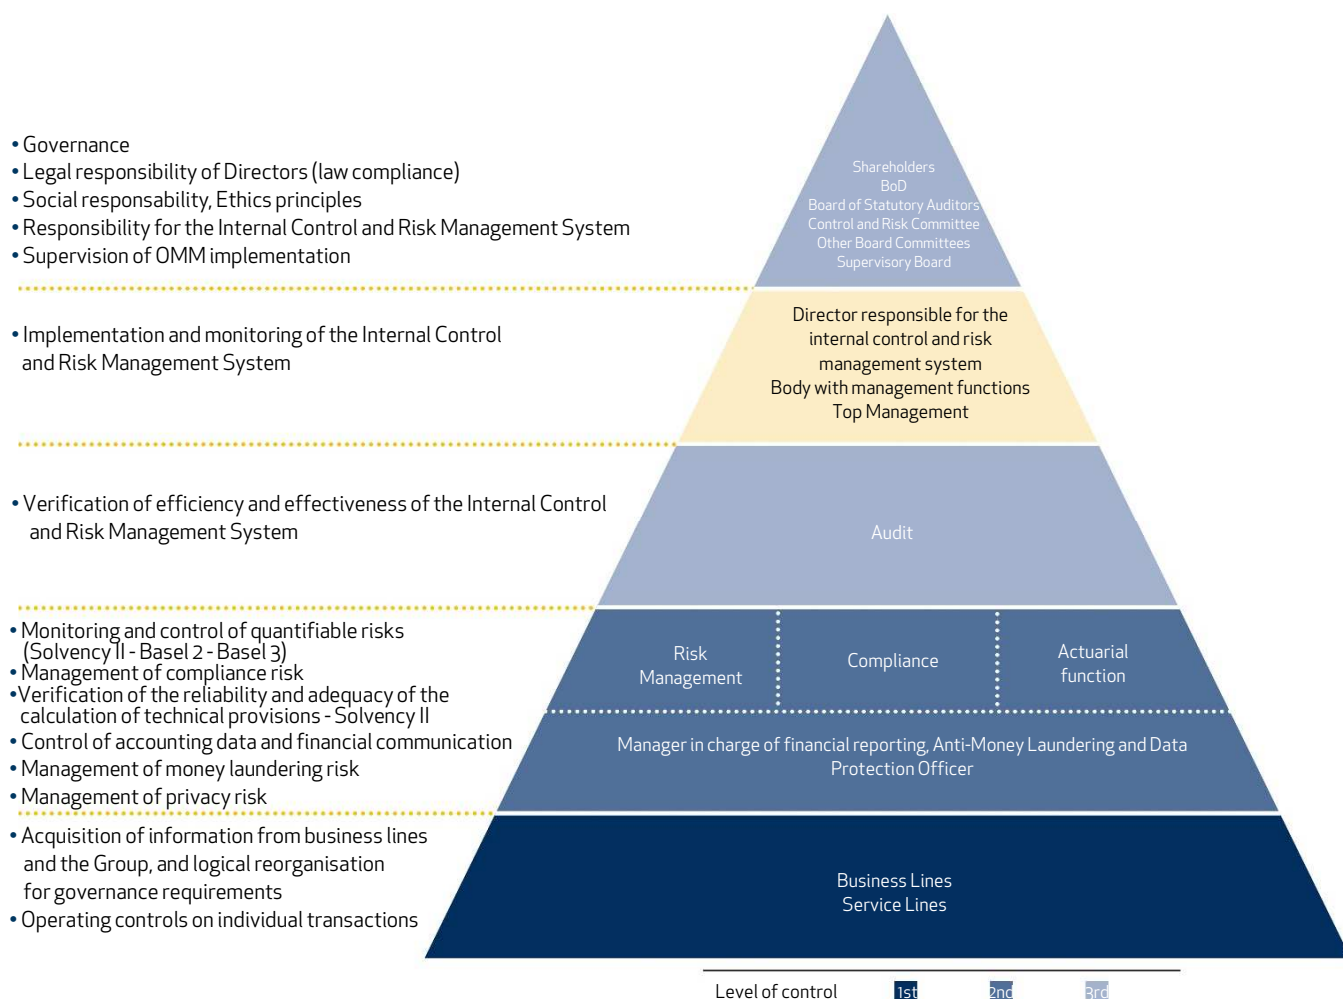 • Governance
• Legal responsibility of Directors (law compliance)
• Social responsability, Ethics principles
• Responsibility for the Internal Control and Risk Management System
• Supervision of OMM implementation
Shareholders
BoD
Board of Statutory Auditors
Control and Risk Committee
Other Board Committees
Supervisory Board
• Implementation and monitoring of the Internal Control
and Risk Management System
Director responsible for the
internal control and risk
management system
Body with management functions
Top Management
• Verification of efficiency and effectiveness of the Internal Control
and Risk Management System
Audit
• Monitoring and control of quantifiable risks
(Solvency II - Basel 2 - Basel 3)
• Management of compliance risk
• Verification of the reliability and adequacy of the
calculation of technical provisions - Solvency II
• Control of accounting data and financial communication
• Management of money laundering risk
• Management of privacy risk
Risk
Management
Compliance
Actuarial
function
Manager in charge of financial reporting, Anti-Money Laundering and Data
Protection Officer
• Acquisition of information from business lines
and the Group, and logical reorganisation
for governance requirements
• Operating controls on individual transactions
Business Lines
Service Lines
Level of control 1st 2nd 3rd